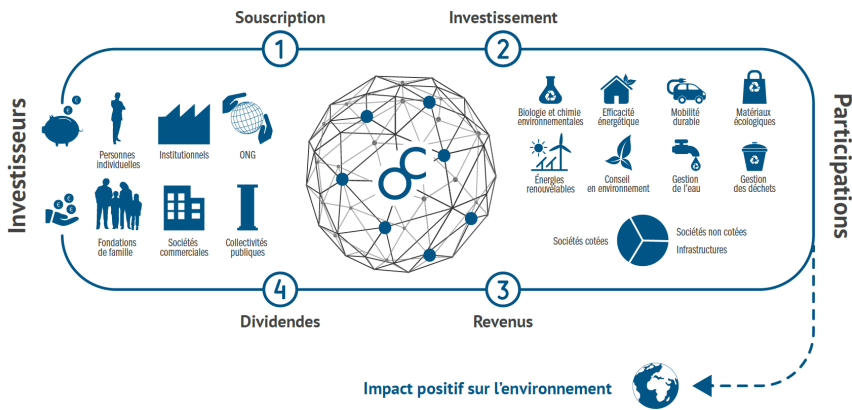 Souscription
Investissement
1
2
Investisseurs
Participations
€
€
€
€
€
Personnes
individuelles
Institutionnels
ONG
Fondations
de famille
Sociétés
commerciales
Collectivités
publiques
OC
Biologie et chimie
environnementales
Efficacité
énergétique
Mobilité
durable
Matériaux
écologiques
Énergies
renouvelables
Conseil
en environnement
Gestion
de l'eau
Gestion
des déchets
Sociétés cotées
Sociétés non cotées
Infrastructures
4
3
Dividendes
Revenus
Impact positif sur l'environnement